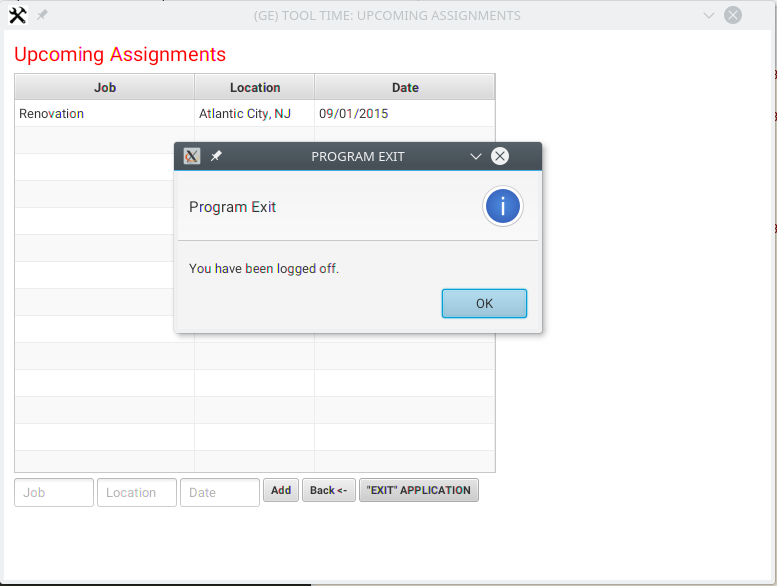 (GE) TOOL TIME: UPCOMING ASSIGNMENTS
Upcoming Assignments
Job Location Date
Renovation Atlantic City, NJ 09/01/2015
PROGRAM EXIT
Program Exit
You have been logged off.
OK
Job Location Date Add Back <- "EXIT" APPLICATION